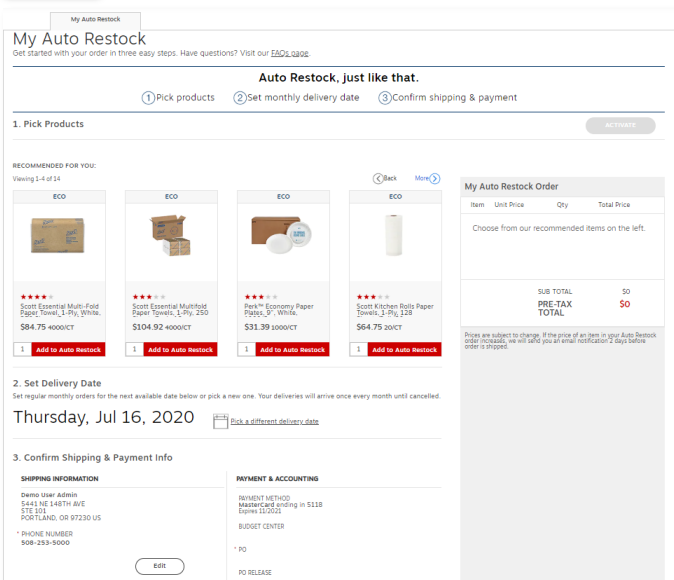 My Auto Restock
My Auto Restock
Get started with your order in three easy steps. Have questions? Visit our FAQs page.
Auto Restock, just like that.
1 Pick products 2 Set monthly delivery date 3 Confirm shipping & payment
1. Pick Products
ACTIVATE
RECOMMENDED FOR YOU:
Viewing 1-4 of 14
Back More
ECO
Scott Essential Multi-Fold
Paper Towel, 1-Ply, White,
$84.75 4000/CT
1 Add to Auto Restock
ECO
Scott Essential Multifold
Paper Towels, 1-Ply, 250
$104.92 4000/CT
1 Add to Auto Restock
ECO
Perk™ Economy Paper
Plates, 9", White,
$31.39 1000/CT
1 Add to Auto Restock
ECO
Scott Kitchen Rolls Paper
Towels, 1-Ply, 128
$64.75 20/CT
1 Add to Auto Restock
My Auto Restock Order
Item Unit Price Qty Total Price
Choose from our recommended items on the left.
SUB TOTAL $0
PRE-TAX TOTAL $0
Prices are subject to change. If the price of an item in your Auto Restock
order increases, we will send you an email notification 2 days before
order is shipped.
2. Set Delivery Date
Set regular monthly orders for the next available date below or pick a new one. Your deliveries will arrive once every month until cancelled.
Thursday, Jul 16, 2020
Pick a different delivery date
3. Confirm Shipping & Payment Info
SHIPPING INFORMATION
Demo User Admin
5441 NE 148TH AVE
STE 101
PORTLAND, OR 97230 US
* PHONE NUMBER
508-253-5000
Edit
PAYMENT & ACCOUNTING
PAYMENT METHOD
MasterCard ending in 5118
Expires 11/2021
BUDGET CENTER
* PO
PO RELEASE